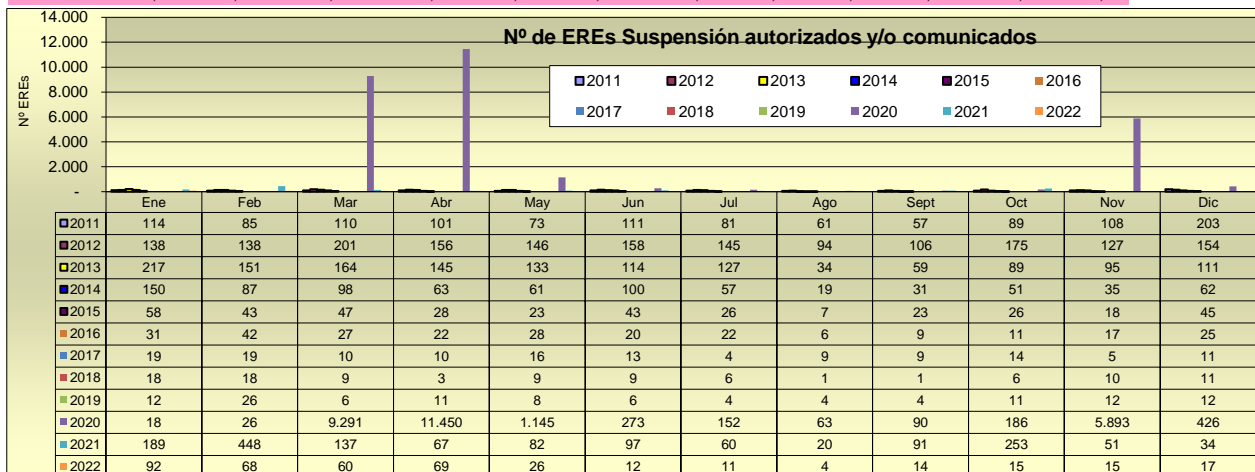 14.000
Nº de EREs Suspensión autorizados y/o comunicados
12.000
10.000
8.000
6.000
4.000
2.000
-
Nº EREs
2011 2012 2013 2014 2015 2016
2017 2018 2019 2020 2021 2022
Ene Feb Mar Abr May Jun Jul Ago Sept Oct Nov Dic
2011 114 85 110 101 73 111 81 61 57 89 108 203
2012 138 138 201 156 146 158 145 94 106 175 127 154
2013 217 151 164 145 133 114 127 34 59 89 95 111
2014 150 87 98 63 61 100 57 19 31 51 35 62
2015 58 43 47 28 23 43 26 7 23 26 18 45
2016 31 42 27 22 28 20 22 6 9 11 17 25
2017 19 19 10 10 16 13 4 9 9 14 5 11
2018 18 18 9 3 9 9 6 1 1 6 10 11
2019 12 26 6 11 8 6 4 4 4 11 12 12
2020 18 26 9.291 11.450 1.145 273 152 63 90 186 5.893 426
2021 189 448 137 67 82 97 60 20 91 253 51 34
2022 92 68 60 69 26 12 11 4 14 15 15 17